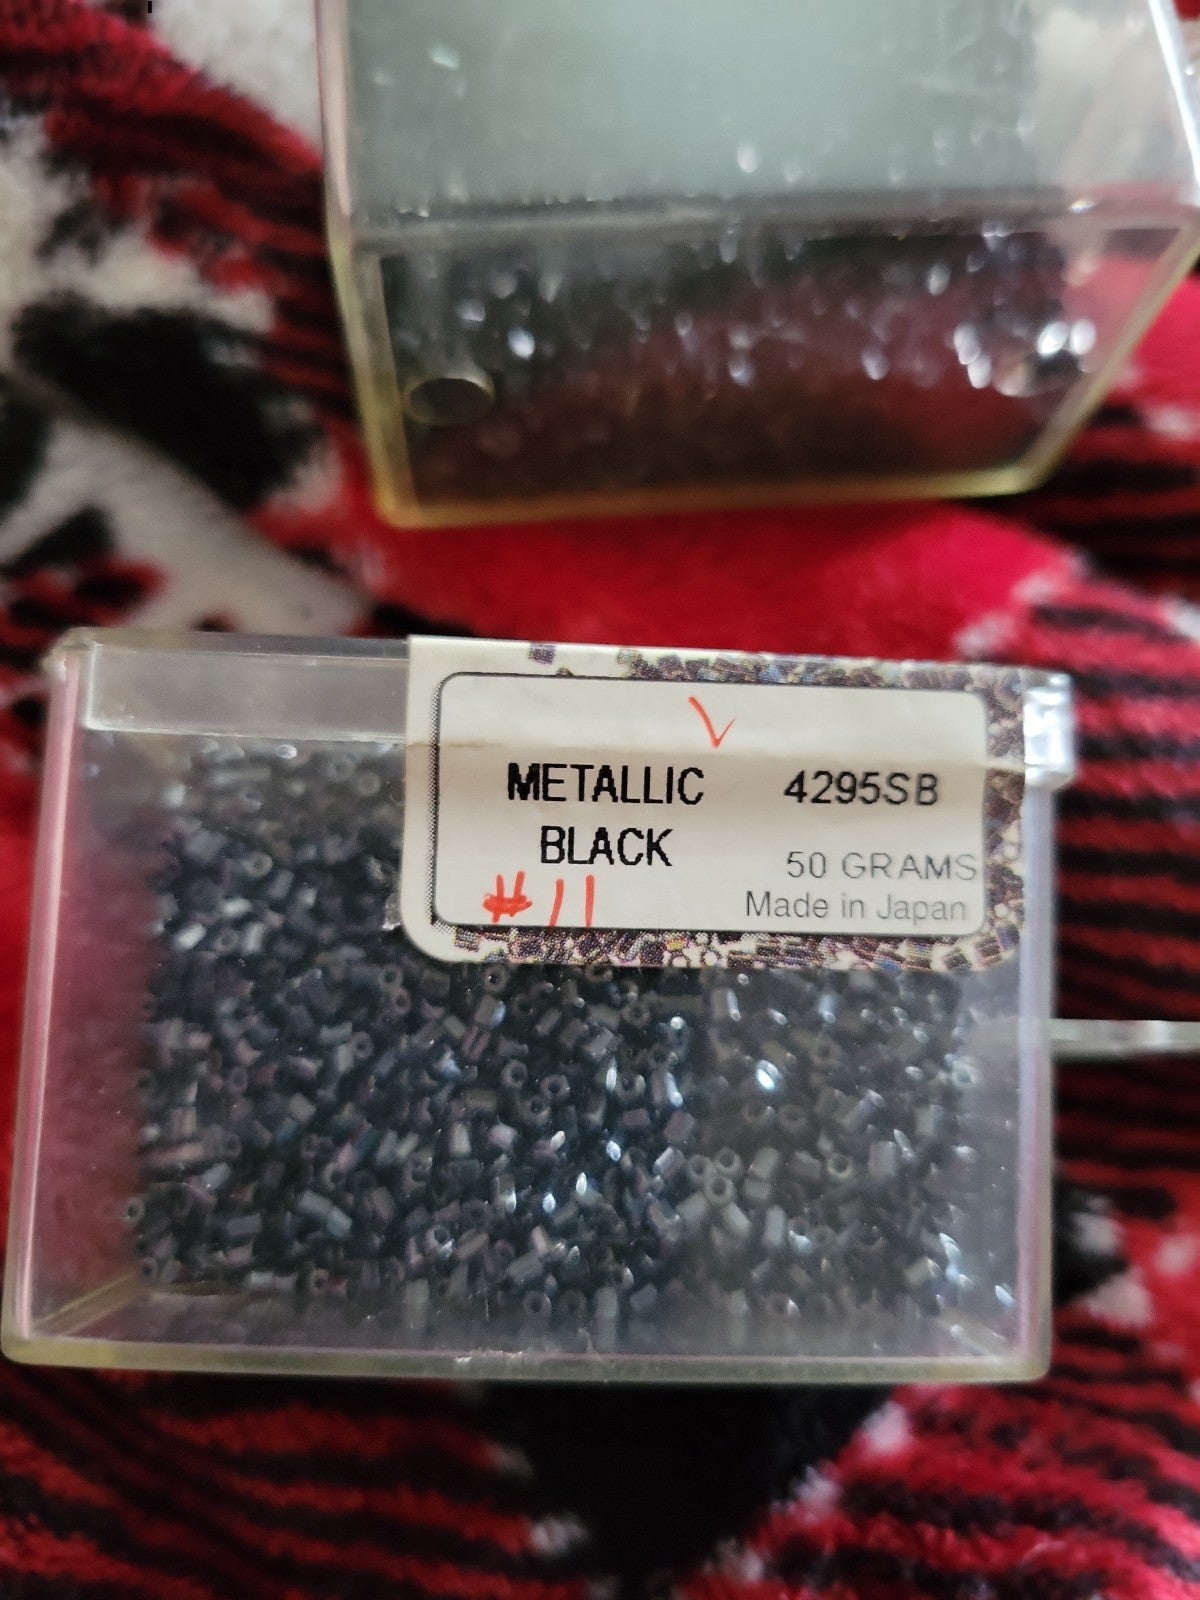 V
METALLIC 4295SB
BLACK
50 GRAMS
#11
Made in Japan